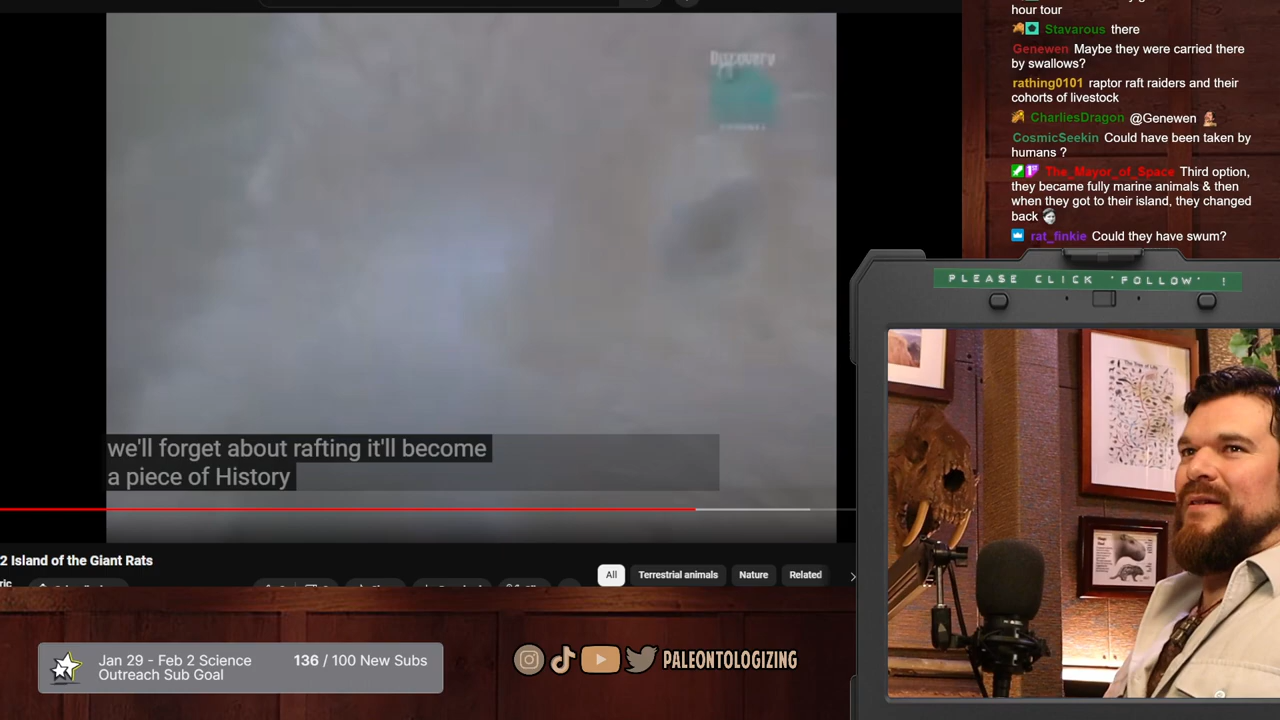 hour tour
Stavarous there
Genewen Maybe they were carried there
by swallows?
rathing0101 raptor raft raiders and their
cohorts of livestock
CharliesDragon @Genewen
CosmicSeekin Could have been taken by
humans ?
The_Mayor_of_Space Third option,
they became fully marine animals & then
when they got to their island, they changed
back
rat_finkie Could they have swum?
PLEASE CLICK 'FOLLOW' !
Discovery
we'll forget about rafting it'll become
a piece of History
2 Island of the Giant Rats
All
Terrestrial animals
Nature
Related
The Tree of Life
Jan 29 - Feb 2 Science
Outreach Sub Goal
136 / 100 New Subs
PALEONTOLOGIZING